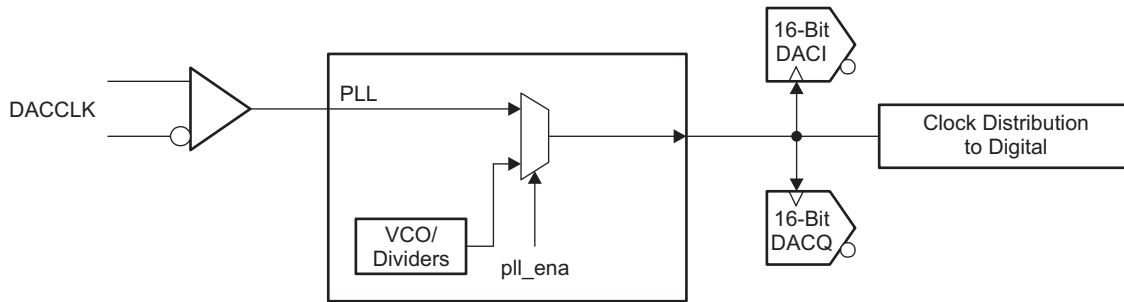 16-Bit
DACI
DACCLK
PLL
Clock Distribution
to Digital
VCO/
Dividers
pll_ena
16-Bit
DACQ